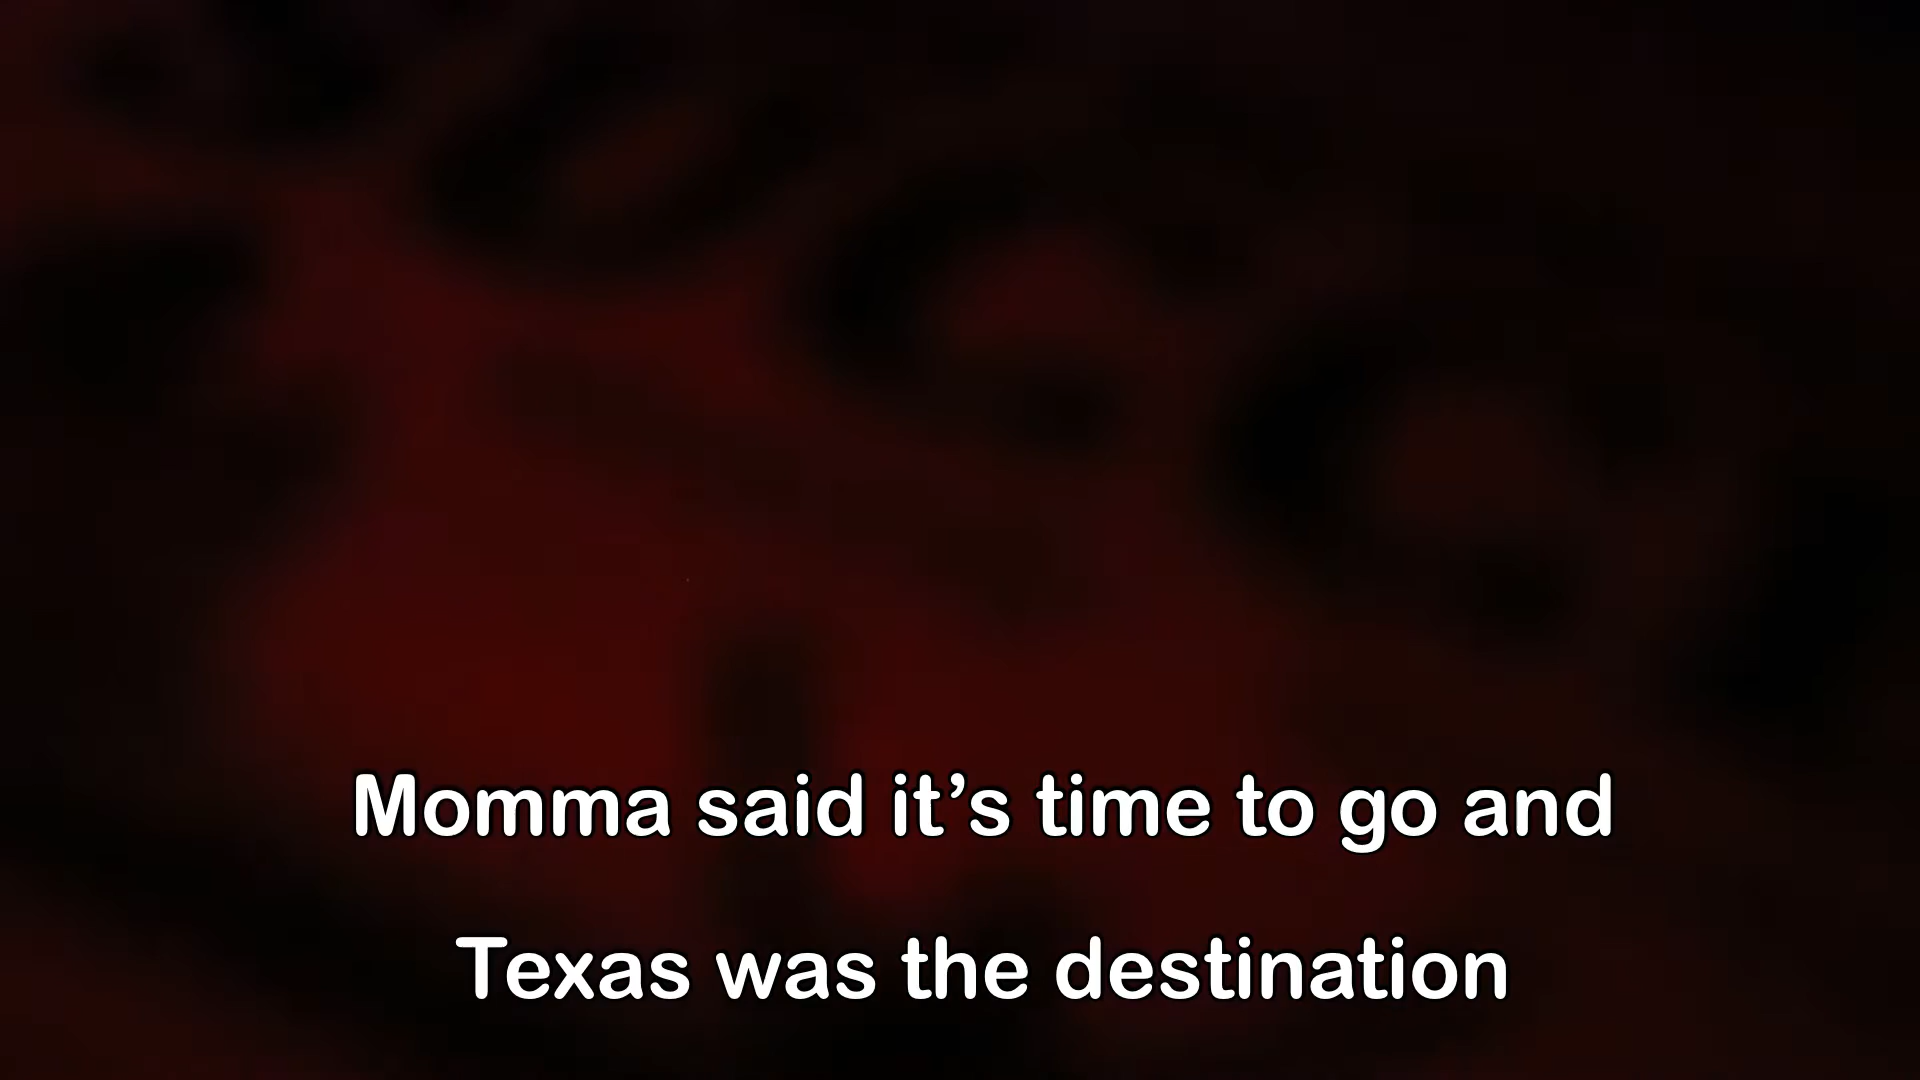 Momma said it’s time to go and
Texas was the destination